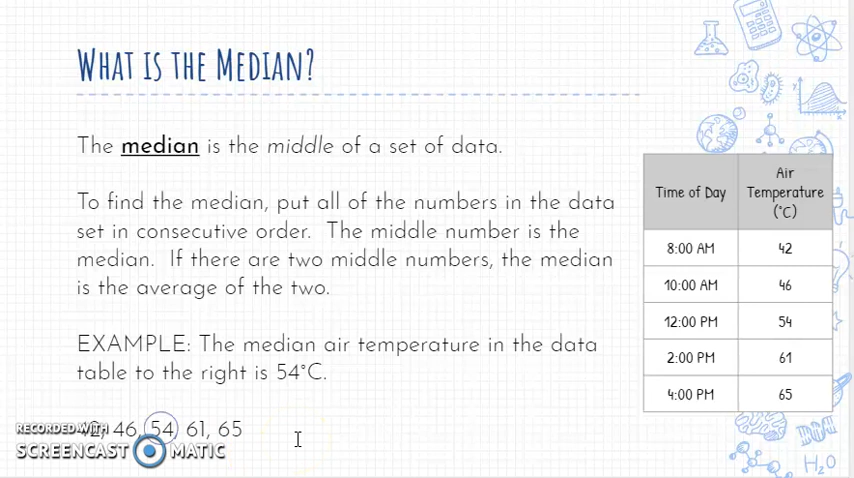 WHAT IS THE MEDIAN?
The median is the middle of a set of data.
To find the median, put all of the numbers in the data
set in consecutive order. The middle number is the
median. If there are two middle numbers, the median
is the average of the two.
EXAMPLE: The median air temperature in the data
table to the right is 54°C.
42, 46, 54, 61, 65
Time of Day
Air
Temperature
(°C)
8:00 AM 42
10:00 AM 46
12:00 PM 54
2:00 PM 61
4:00 PM 65
RECORDED WITH
SCREENCAST MATIC
y
x
H₂O